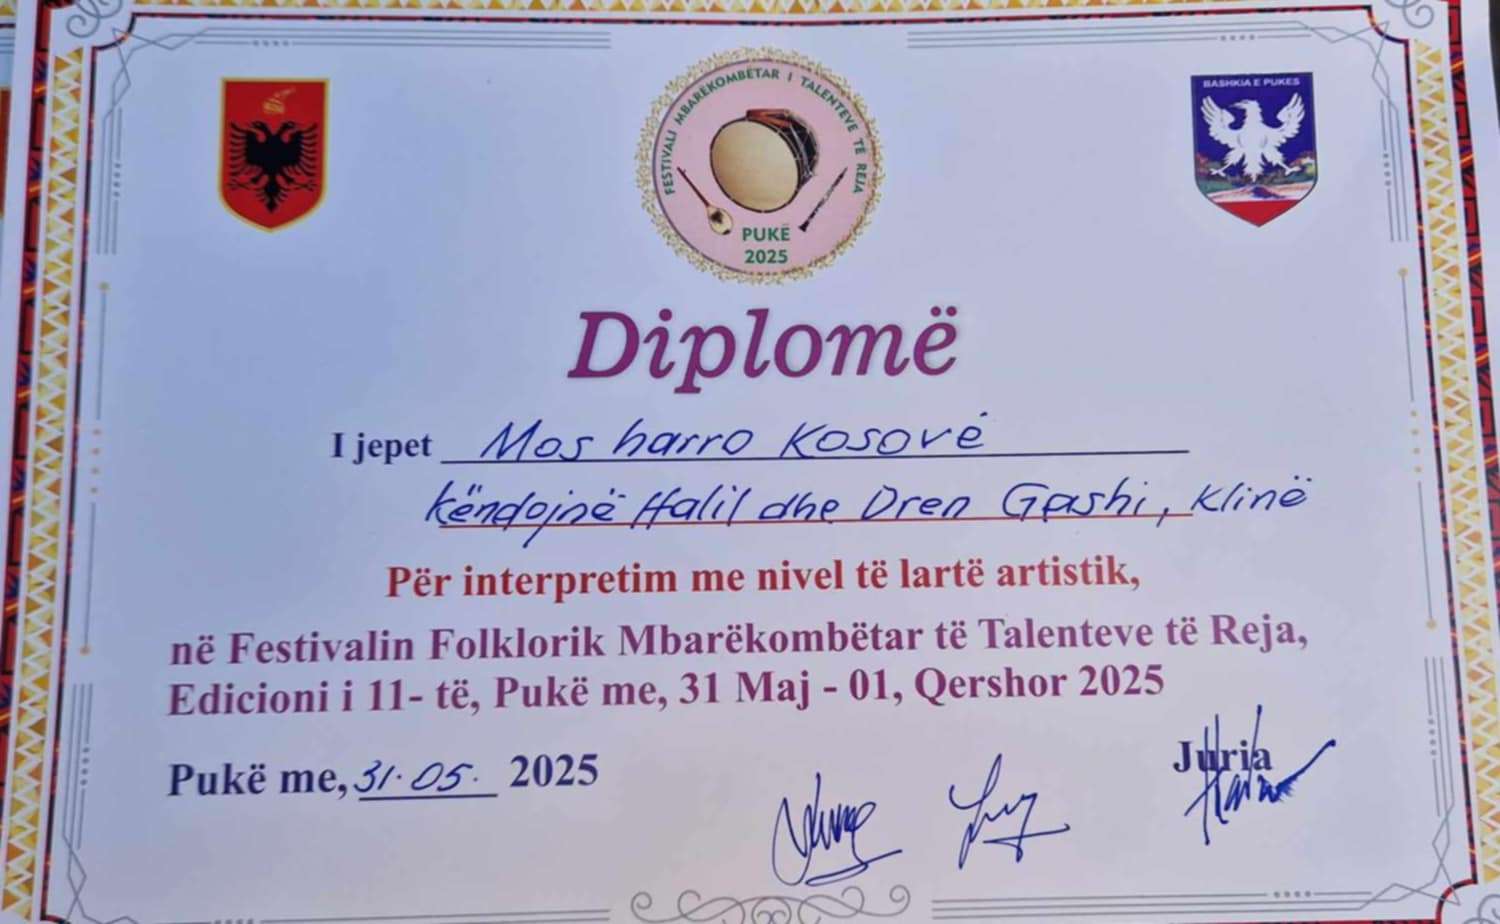 FESTIVALI MBARËKOMBËTAR I TALENTEVE TË REJA
PUKË
2025
BASHKIA E PUKËS
Diplomë
I jepet Mos harro Kosovë
këndojnë Halil dhe Dren Gashi, Klinë
Për interpretim me nivel të lartë artistik,
në Festivalin Folklorik Mbarëkombëtar të Talenteve të Reja,
Edicioni i 11- të, Pukë me, 31 Maj - 01, Qershor 2025
Pukë me, 31.05. 2025
Juria